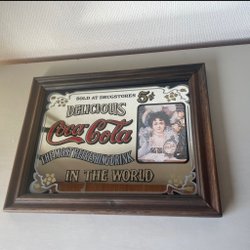 SOLD AT DRUGSTORES 5¢
DELICIOUS
Coca-Cola
THE MOST REFRESHING DRINK
IN THE WORLD